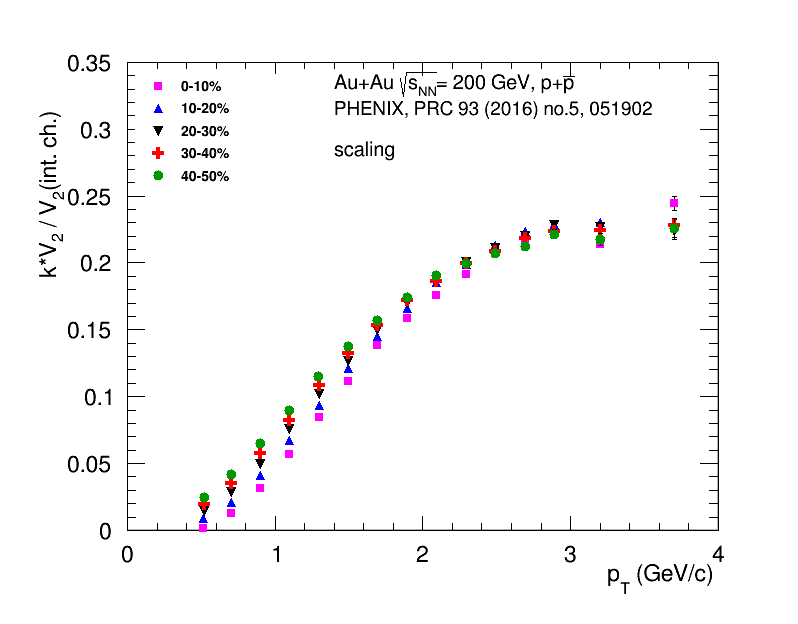 0.35
0.3
0.25
0.2
0.15
0.1
0.05
0
k*V2 / V2(int. ch.)
0-10%
10-20%
20-30%
30-40%
40-50%
Au+Au √sNN= 200 GeV, p+p̅
PHENIX, PRC 93 (2016) no.5, 051902
scaling
0 1 2 3 4
pT (GeV/c)